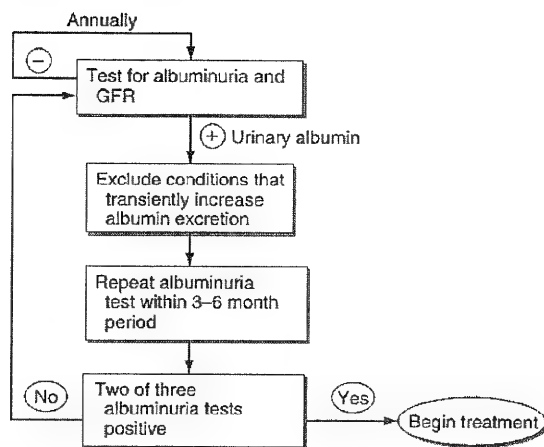 Annually
−
Test for albuminuria and
GFR
+ Urinary albumin
Exclude conditions that
transiently increase
albumin excretion
Repeat albuminuria
test within 3–6 month
period
No
Two of three
albuminuria tests
positive
Yes
Begin treatment